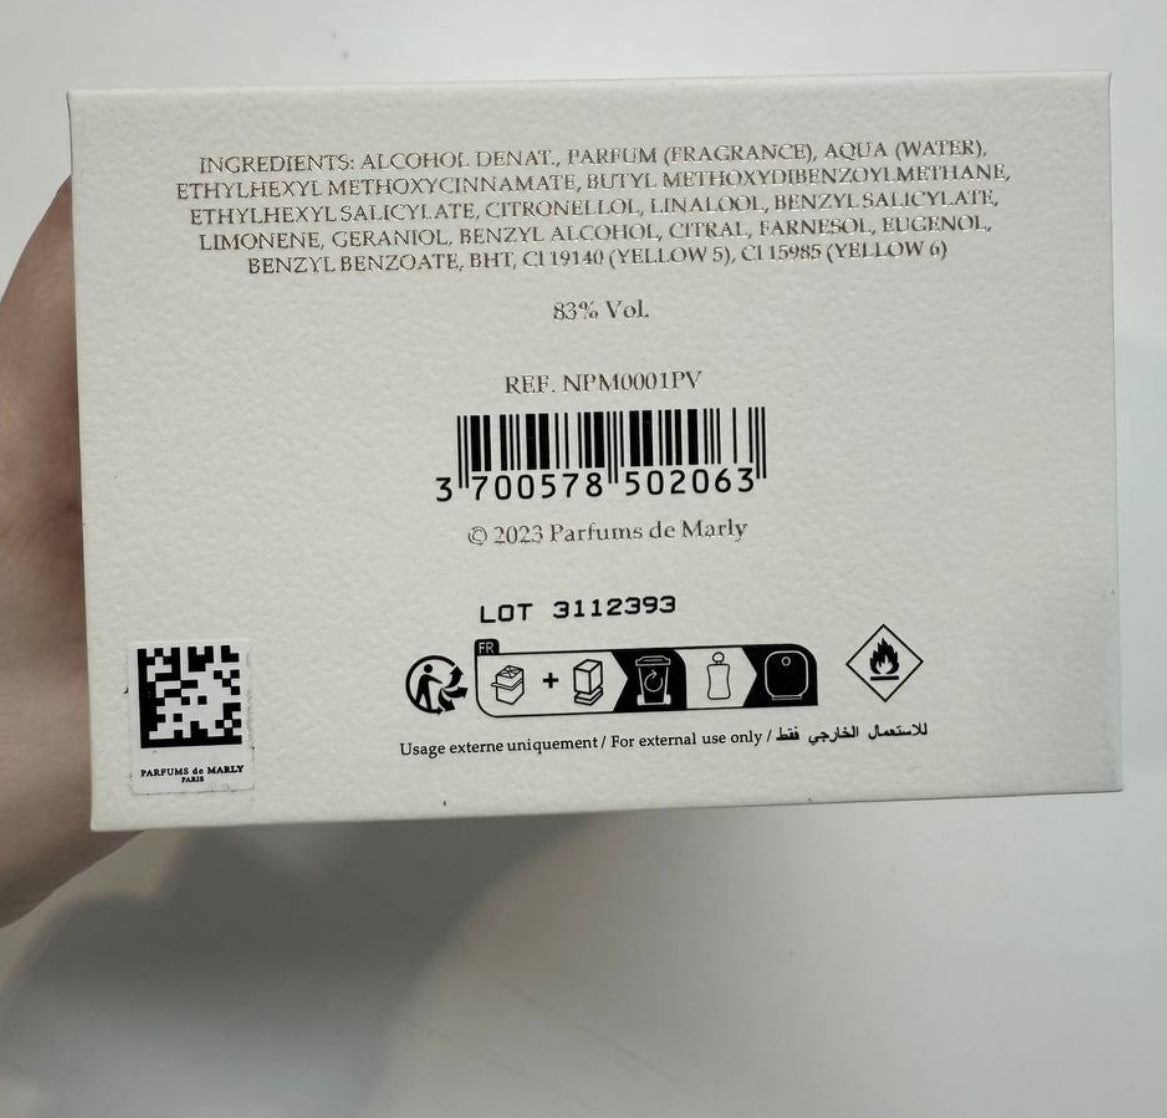 INGREDIENTS: ALCOHOL DENAT., PARFUM (FRAGRANCE), AQUA (WATER),
ETHYLHEXYL METHOXYCINNAMATE, BUTYL METHOXYDIBENZOYLMETHANE,
ETHYLHEXYL SALICYLATE, CITRONELLOL, LINALOOL, BENZYL SALICYLATE,
LIMONENE, GERANIOL, BENZYL ALCOHOL, CITRAL, FARNESOL, EUGENOL,
BENZYL BENZOATE, BHT, CI 19140 (YELLOW 5), CI 15985 (YELLOW 6)
83% Vol.
REF. NPM0001PV
3 700578 502063
© 2023 Parfums de Marly
LOT 3112393
FR
Usage externe uniquement / For external use only / للاستعمال الخارجي فقط
PARFUMS de MARLY
PARIS